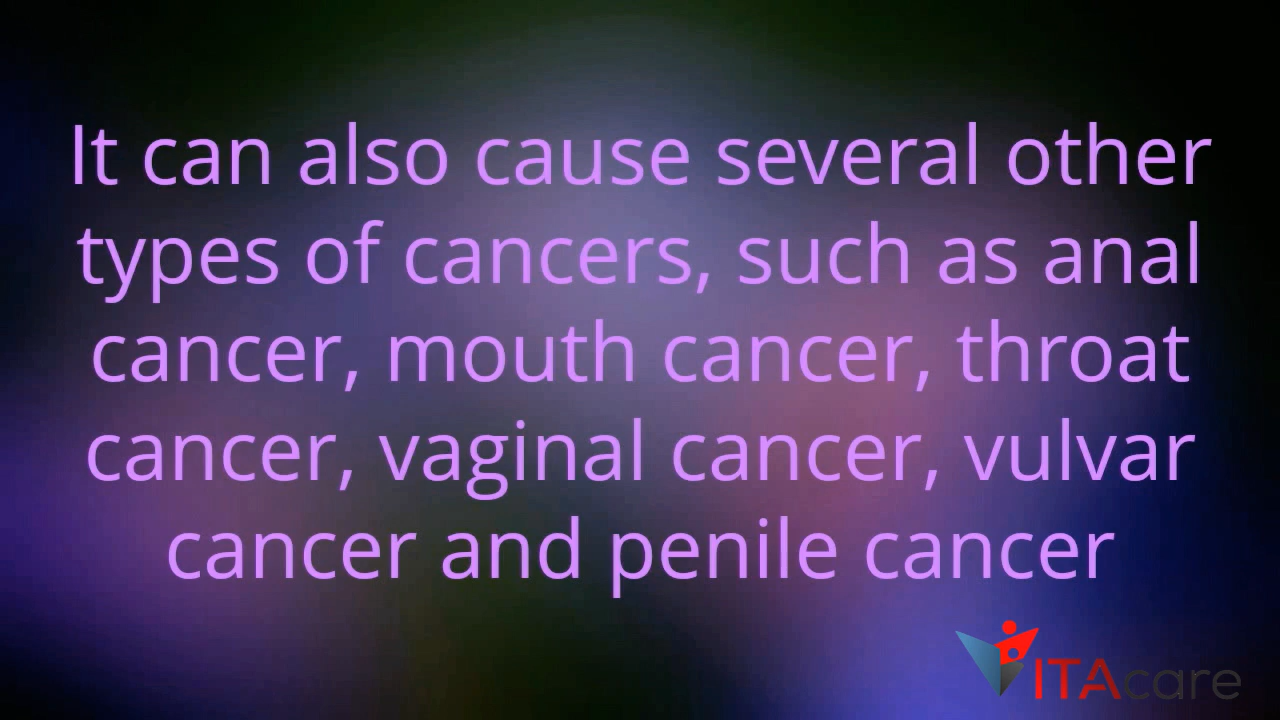 It can also cause several other
types of cancers, such as anal
cancer, mouth cancer, throat
cancer, vaginal cancer, vulvar
cancer and penile cancer
VITAcare